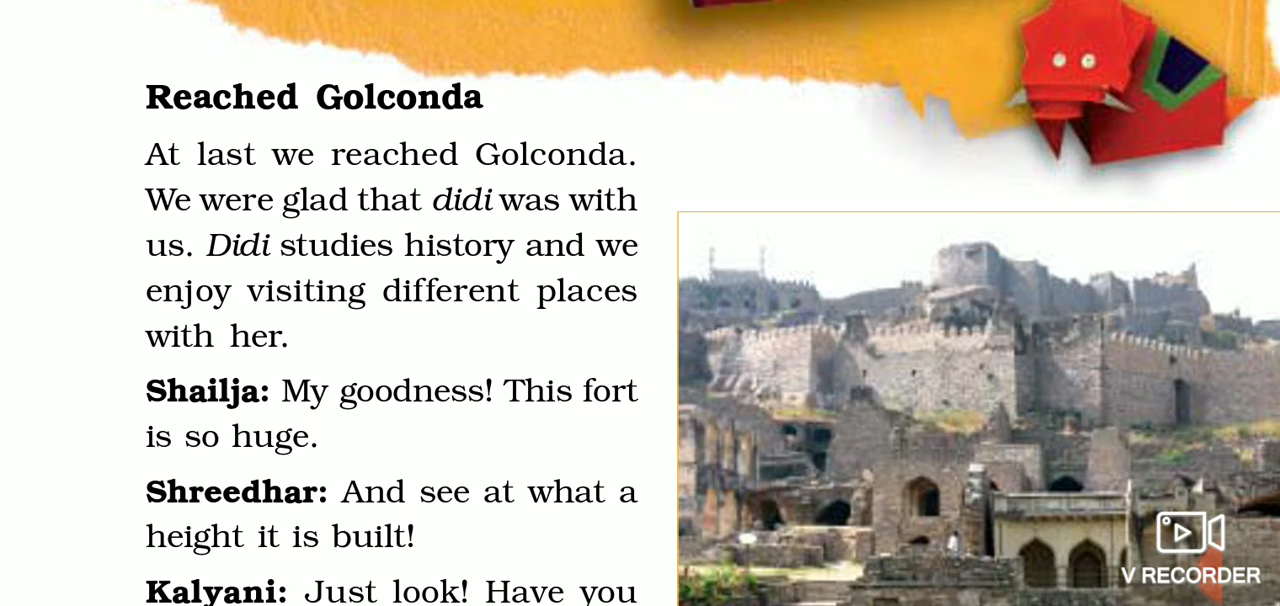 Reached Golconda
At last we reached Golconda.
We were glad that didi was with
us. Didi studies history and we
enjoy visiting different places
with her.
Shailja: My goodness! This fort
is so huge.
Shreedhar: And see at what a
height it is built!
Kalyani: Just look! Have you
V RECORDER